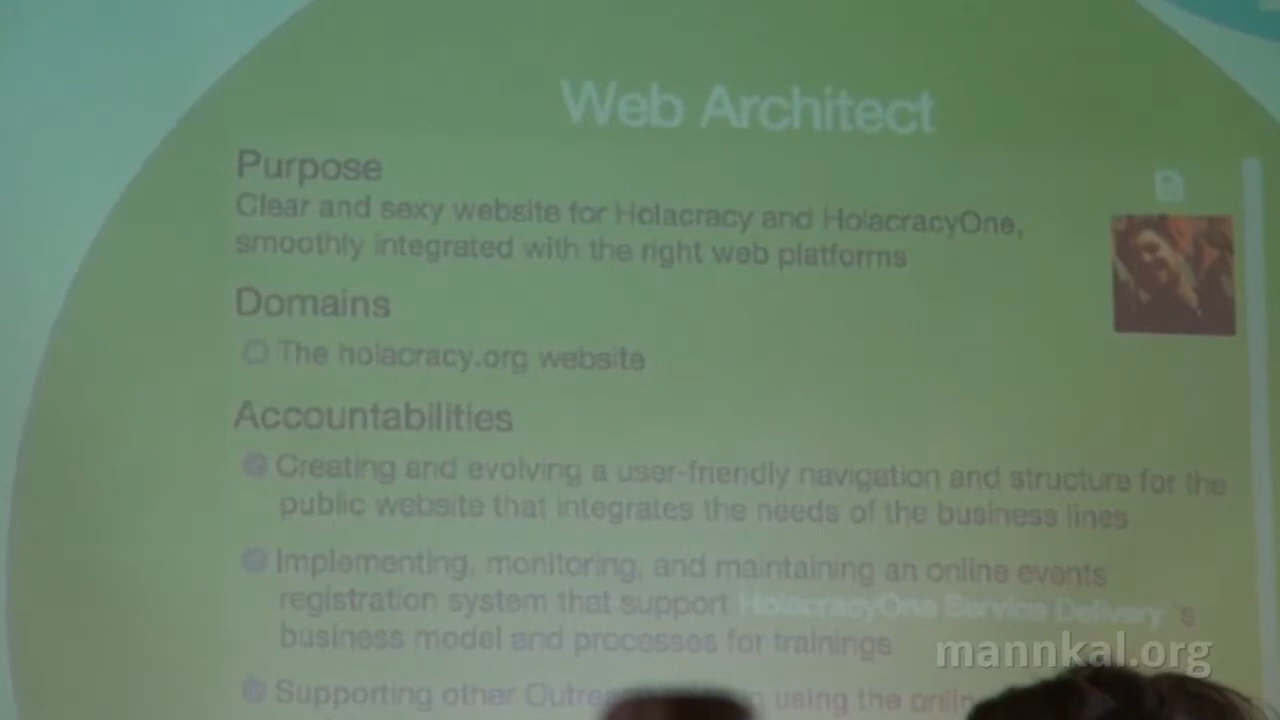 Web Architect
Purpose
Clear and sexy website for Holacracy and HolacracyOne,
smoothly integrated with the right web platforms
Domains
The holacracy.org website
Accountabilities
Creating and evolving a user-friendly navigation and structure for the
public website that integrates the needs of the business lines
Implementing, monitoring, and maintaining an online events
registration system that support HolacracyOne Service Delivery 's
business model and processes for trainings
mannkal.org
Supporting other using the